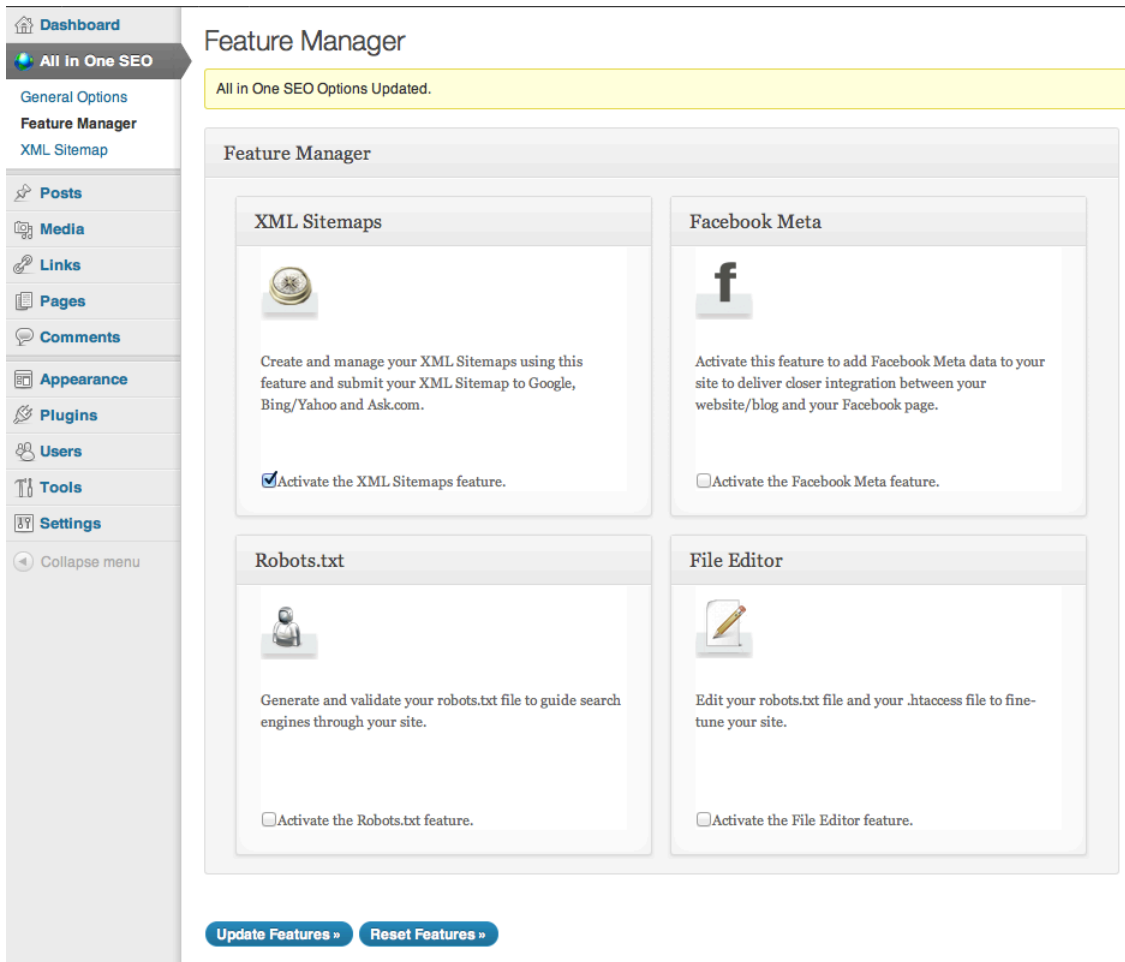 Dashboard
All in One SEO
General Options
Feature Manager
XML Sitemap
Posts
Media
Links
Pages
Comments
Appearance
Plugins
Users
Tools
Settings
Collapse menu
Feature Manager
All in One SEO Options Updated.
Feature Manager
XML Sitemaps
Create and manage your XML Sitemaps using this
feature and submit your XML Sitemap to Google,
Bing/Yahoo and Ask.com.
Activate the XML Sitemaps feature.
Facebook Meta
f
Activate this feature to add Facebook Meta data to your
site to deliver closer integration between your
website/blog and your Facebook page.
Activate the Facebook Meta feature.
Robots.txt
Generate and validate your robots.txt file to guide search
engines through your site.
Activate the Robots.txt feature.
File Editor
Edit your robots.txt file and your .htaccess file to fine-
tune your site.
Activate the File Editor feature.
Update Features »
Reset Features »